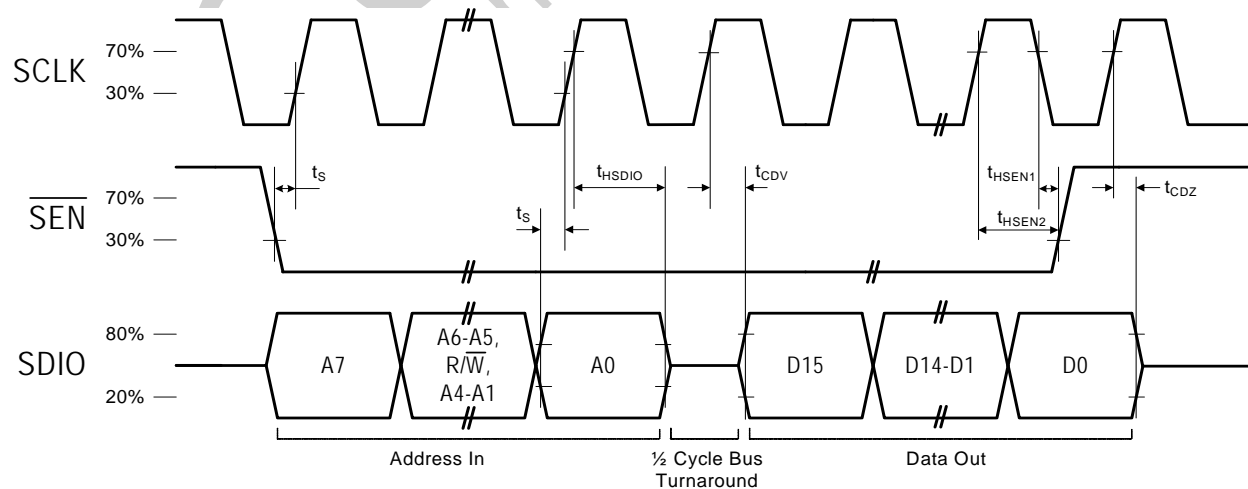 SCLK
70%
30%
SEN
70%
30%
SDIO
80%
20%
tS
tS
tHSDIO
tCDV
tHSEN1
tHSEN2
tCDZ
A7
A6-A5,
R/W,
A4-A1
A0
D15
D14-D1
D0
Address In
½ Cycle Bus
Turnaround
Data Out